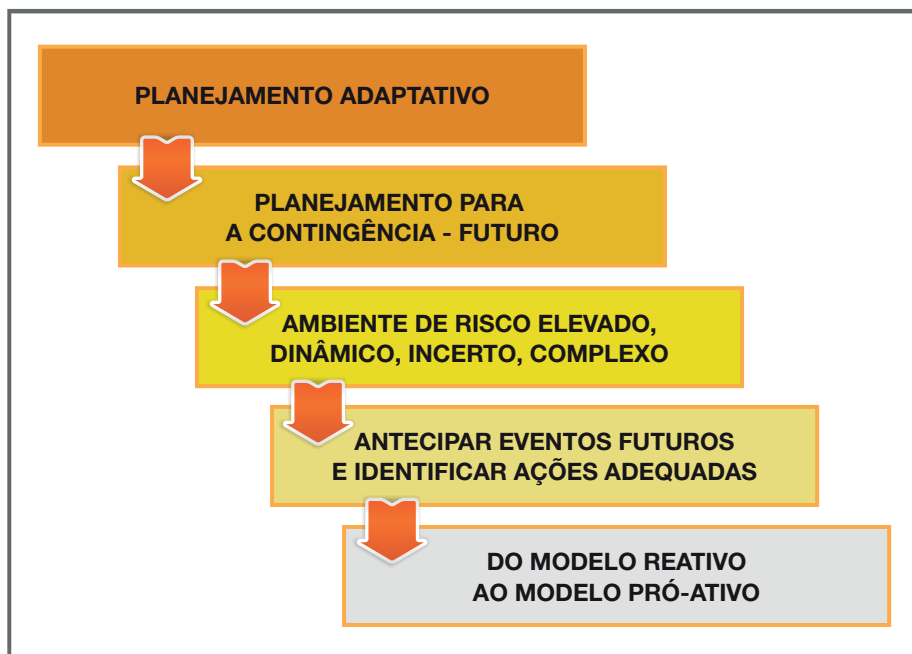 PLANEJAMENTO ADAPTATIVO
PLANEJAMENTO PARA
A CONTINGÊNCIA - FUTURO
AMBIENTE DE RISCO ELEVADO,
DINÂMICO, INCERTO, COMPLEXO
ANTECIPAR EVENTOS FUTUROS
E IDENTIFICAR AÇÕES ADEQUADAS
DO MODELO REATIVO
AO MODELO PRÓ-ATIVO